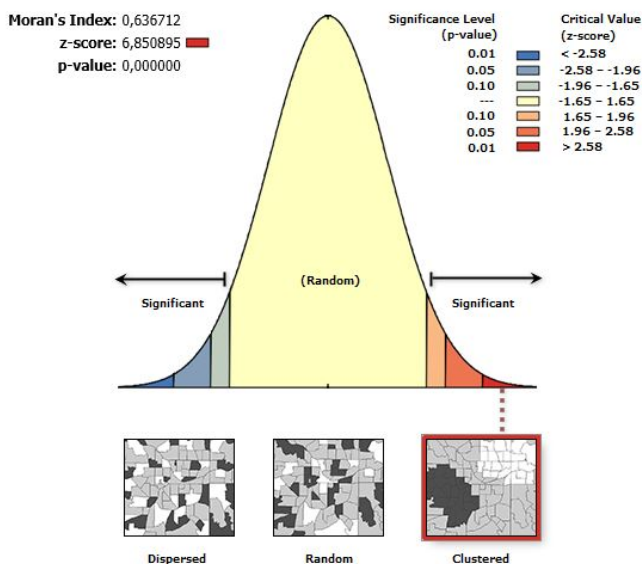 Moran's Index: 0,636712
z-score: 6,850895
p-value: 0,000000
Significance Level
(p-value)
Critical Value
(z-score)
0.01 < -2.58
0.05 -2.58 – -1.96
0.10 -1.96 – -1.65
--- -1.65 – 1.65
0.10 1.65 – 1.96
0.05 1.96 – 2.58
0.01 > 2.58
(Random)
Significant
Significant
Dispersed
Random
Clustered